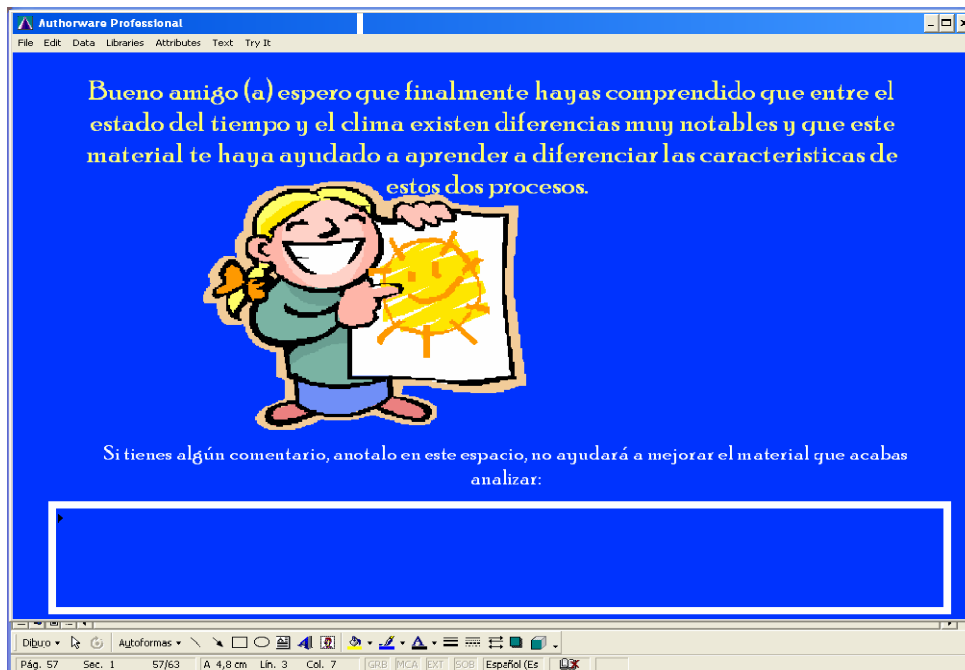 Authorware Professional
File Edit Data Libraries Attributes Text Try It
Bueno amigo (a) espero que finalmente hayas comprendido que entre el
estado del tiempo y el clima existen diferencias muy notables y que este
material te haya ayudado a aprender a diferenciar las caracteristicas de
estos dos procesos.
Si tienes algún comentario, anotalo en este espacio, no ayudará a mejorar el material que acabas
analizar:
Dibujo Autoformas
Pág. 57 Sec. 1 57/63 A 4,8 cm Lín. 3 Col. 7 GRB MCA EXT SOB Español (Es